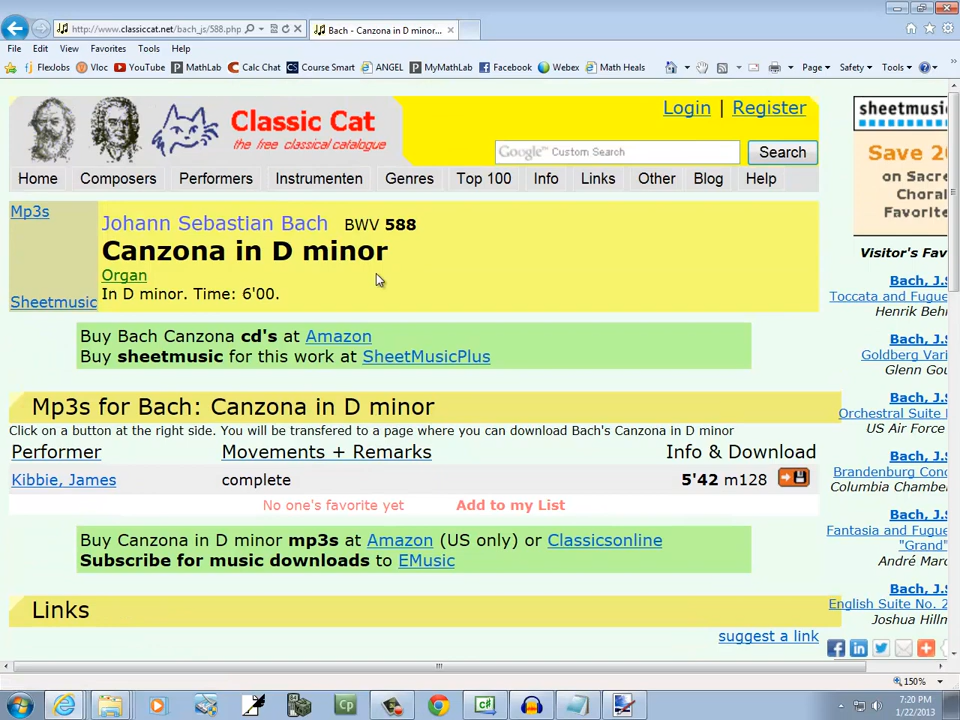 http://www.classiccat.net/bach_js/588.php
Bach - Canzona in D minor...
File Edit View Favorites Tools Help
FlexJobs Vloc YouTube MathLab Calc Chat Course Smart ANGEL MyMathLab Facebook Webex Math Heals Page Safety Tools
Classic Cat
the free classical catalogue
Login | Register
Google™ Custom Search Search
Home Composers Performers Instrumenten Genres Top 100 Info Links Other Blog Help
Mp3s
Sheetmusic
Johann Sebastian Bach BWV 588
Canzona in D minor
Organ
In D minor. Time: 6'00.
Buy Bach Canzona cd's at Amazon
Buy sheetmusic for this work at SheetMusicPlus
Mp3s for Bach: Canzona in D minor
Click on a button at the right side. You will be transfered to a page where you can download Bach's Canzona in D minor
Performer Movements + Remarks Info & Download
Kibbie, James complete 5'42 m128
No one's favorite yet Add to my List
Buy Canzona in D minor mp3s at Amazon (US only) or Classicsonline
Subscribe for music downloads to EMusic
Links
suggest a link
sheetmusic
Save 2
on Sacre
Choral
Favorite
Visitor's Fav
Bach, J.S
Toccata and Fugue
Henrik Beh
Bach, J.S
Goldberg Vari
Glenn Gou
Bach, J.S
Orchestral Suite
US Air Force
Bach, J.S
Brandenburg Conc
Columbia Chambe
Bach, J.S
Fantasia and Fugue
"Grand"
André Marc
Bach, J.S
English Suite No. 2
Joshua Hillm
150%
Cp
C#
7:20 PM
1/22/2013